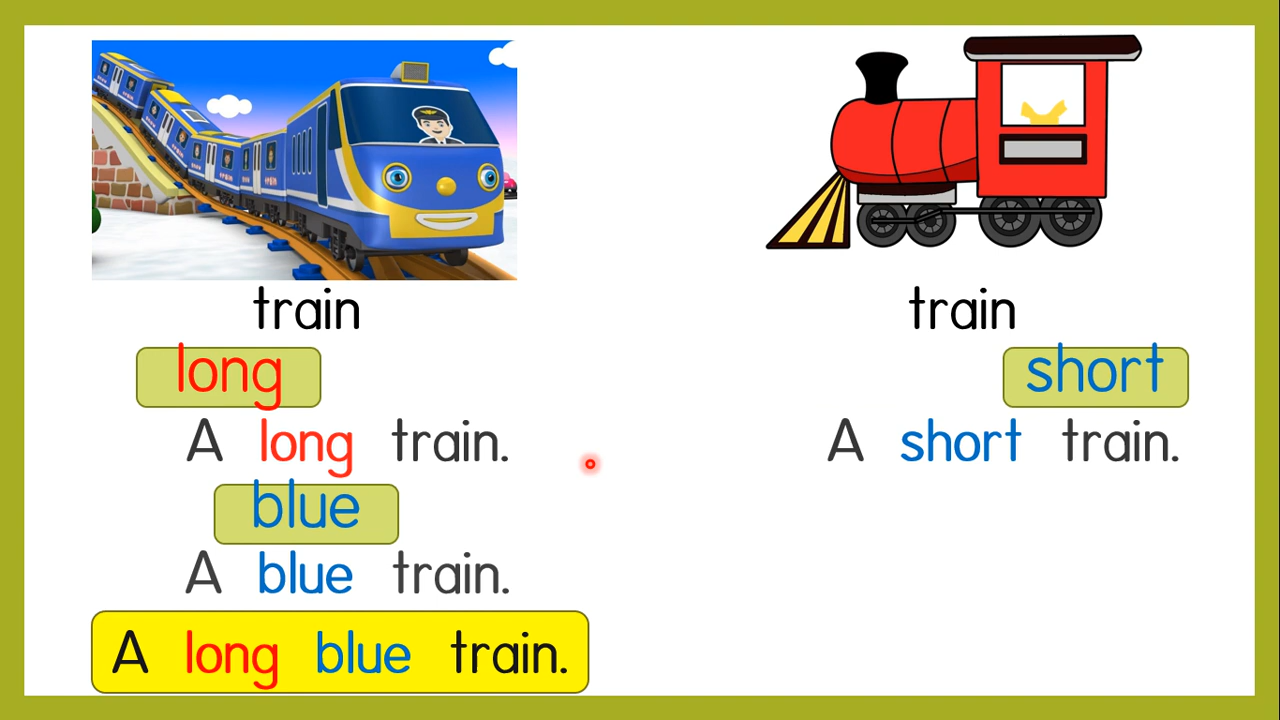 train
long
A long train.
blue
A blue train.
A long blue train.
train
short
A short train.